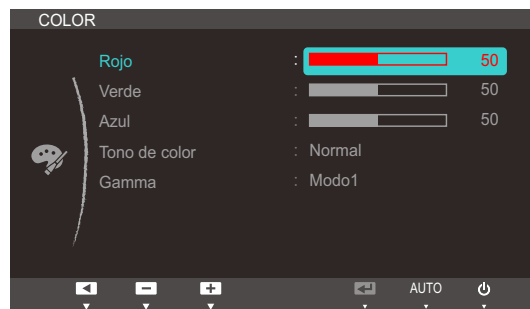 COLOR
Rojo : 50
Verde : 50
Azul : 50
Tono de color : Normal
Gamma : Modo1
AUTO